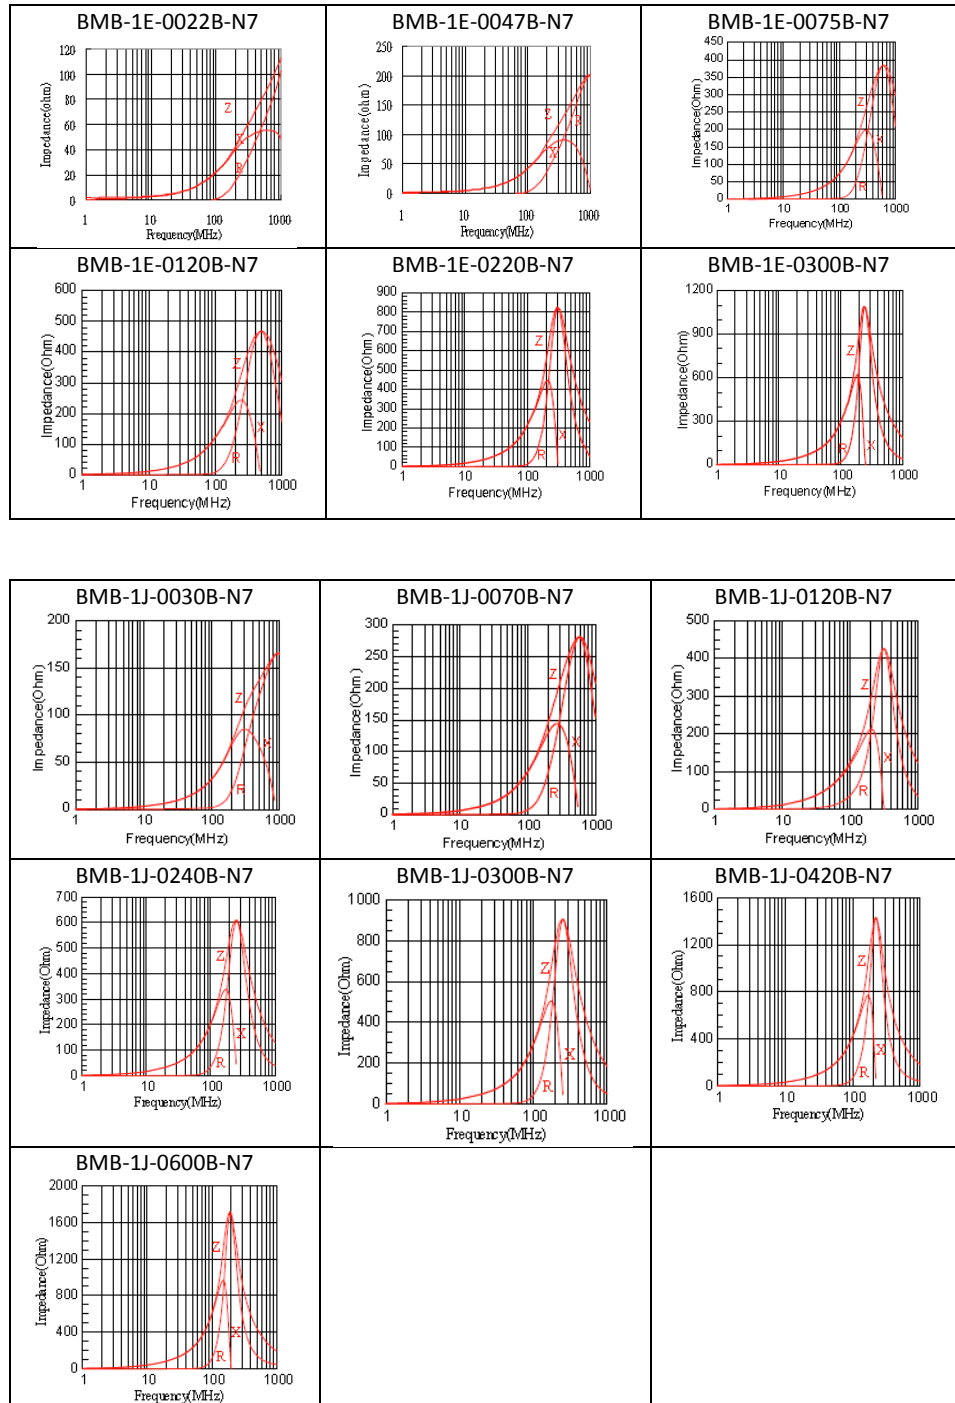 BMB-1E-0022B-N7
BMB-1E-0047B-N7
BMB-1E-0075B-N7
120
100
80
60
40
20
0
Impedance(ohm)
Z
X
R
1
10
100
1000
Frequency(MHz)
250
200
150
100
50
0
Impedance(ohm)
Z
R
X
1
10
100
1000
Frequency(MHz)
450
400
350
300
250
200
150
100
50
0
Impedance(Ohm)
Z
R
1
10
100
1000
Frequency(MHz)
BMB-1E-0120B-N7
BMB-1E-0220B-N7
BMB-1E-0300B-N7
600
500
400
300
200
100
0
Impedance(Ohm)
Z
X
R
1
10
100
1000
Frequency(MHz)
900
800
700
600
500
400
300
200
100
0
Impedance(Ohm)
Z
X
R
1
10
100
1000
Frequency(MHz)
1200
900
600
300
0
Impedance(Ohm)
Z
R
X
1
10
100
1000
Frequency(MHz)
BMB-1J-0030B-N7
BMB-1J-0070B-N7
BMB-1J-0120B-N7
200
150
100
50
0
Impedance(Ohm)
Z
X
R
1
10
100
1000
Frequency(MHz)
300
250
200
150
100
50
0
Impedance(Ohm)
Z
X
R
1
10
100
1000
Frequency(MHz)
500
400
300
200
100
0
Impedance(Ohm)
Z
X
R
1
10
100
1000
Frequency(MHz)
BMB-1J-0240B-N7
BMB-1J-0300B-N7
BMB-1J-0420B-N7
700
600
500
400
300
200
100
0
Impedance(Ohm)
Z
X
R
1
10
100
1000
Frequency(MHz)
1000
800
600
400
200
0
Impedance(Ohm)
Z
X
R
1
10
100
1000
Frequency(MHz)
1600
1200
800
400
0
Impedance(Ohm)
Z
X
R
1
10
100
1000
Frequency(MHz)
BMB-1J-0600B-N7
2000
1600
1200
800
400
0
Impedance(Ohm)
Z
X
R
1
10
100
1000
Frequency(MHz)